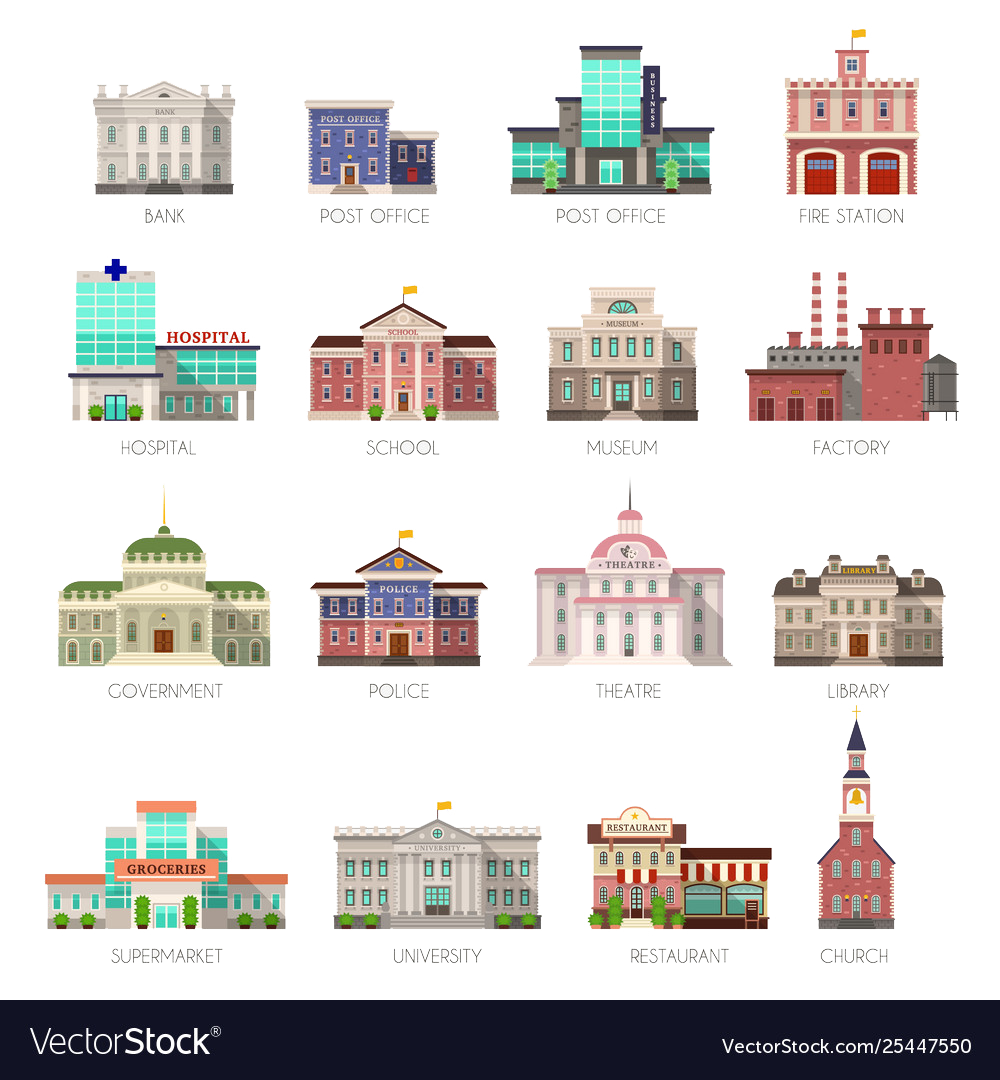 BANK
POST OFFICE
BUSINESS
BANK
POST OFFICE
POST OFFICE
FIRE STATION
HOSPITAL
SCHOOL
MUSEUM
HOSPITAL
SCHOOL
MUSEUM
FACTORY
THEATRE
LIBRARY
POLICE
GOVERNMENT
POLICE
THEATRE
LIBRARY
GROCERIES
UNIVERSITY
RESTAURANT
SUPERMARKET
UNIVERSITY
RESTAURANT
CHURCH
VectorStock®
VectorStock.com/25447550